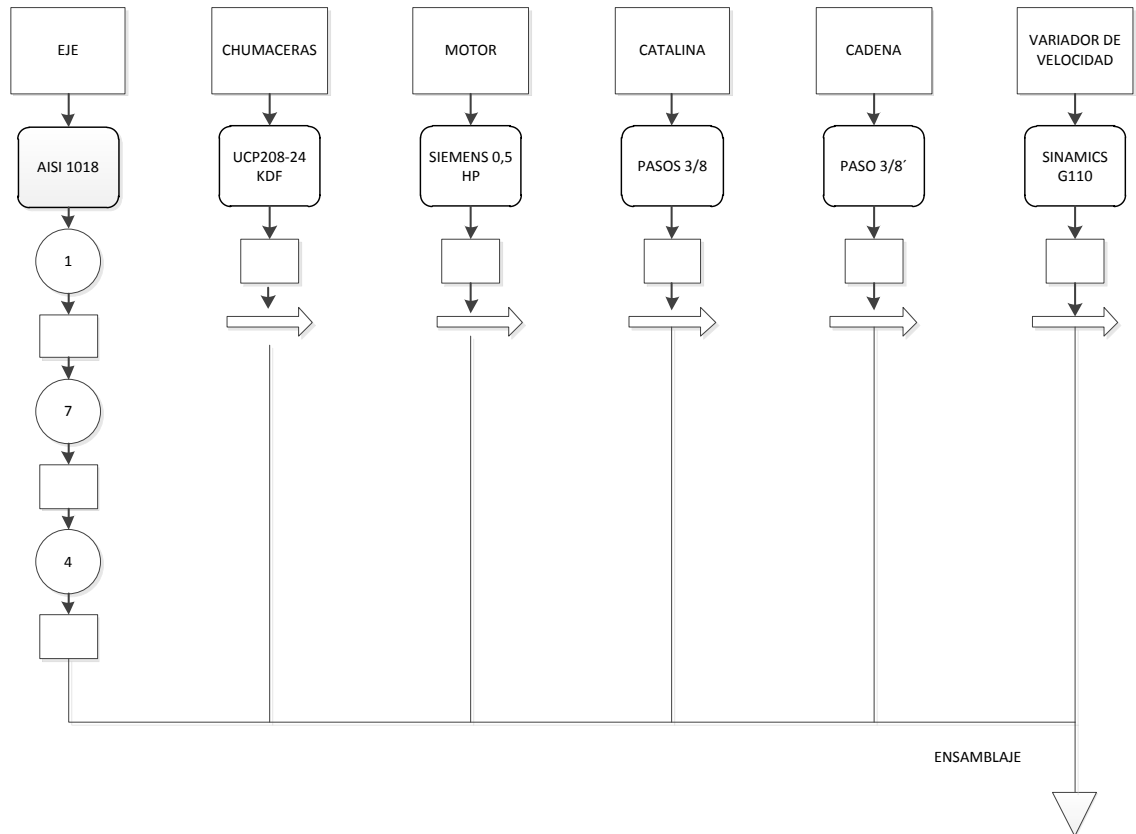 EJE
CHUMACERAS
MOTOR
CATALINA
CADENA
VARIADOR DE
VELOCIDAD
AISI 1018
UCP208-24
KDF
SIEMENS 0,5
HP
PASOS 3/8
PASO 3/8´
SINAMICS
G110
1
7
4
ENSAMBLAJE